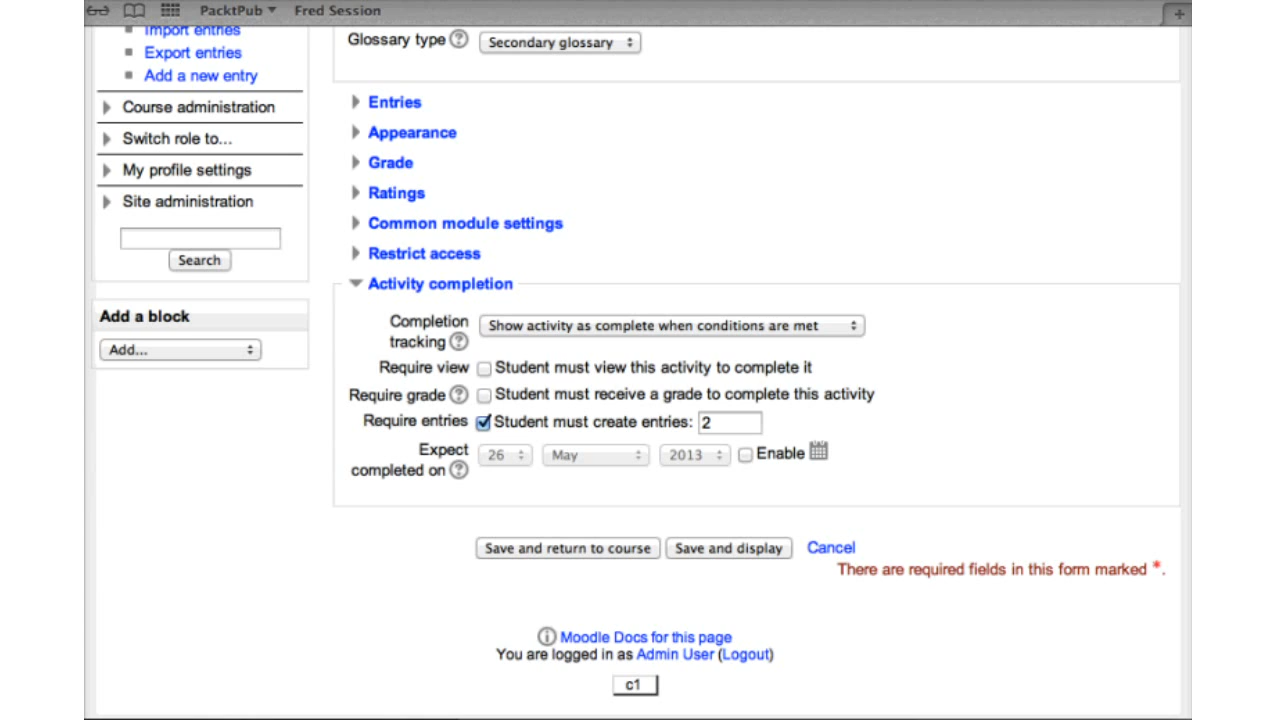 PacktPub ▾ Fred Session
Import entries
Export entries
Add a new entry
Course administration
Switch role to...
My profile settings
Site administration
Search
Add a block
Add...
Glossary type Secondary glossary
Entries
Appearance
Grade
Ratings
Common module settings
Restrict access
Activity completion
Completion tracking Show activity as complete when conditions are met
Require view Student must view this activity to complete it
Require grade Student must receive a grade to complete this activity
Require entries Student must create entries: 2
Expect completed on 26 May 2013 Enable
Save and return to course Save and display Cancel
There are required fields in this form marked *.
Moodle Docs for this page
You are logged in as Admin User (Logout)
c1